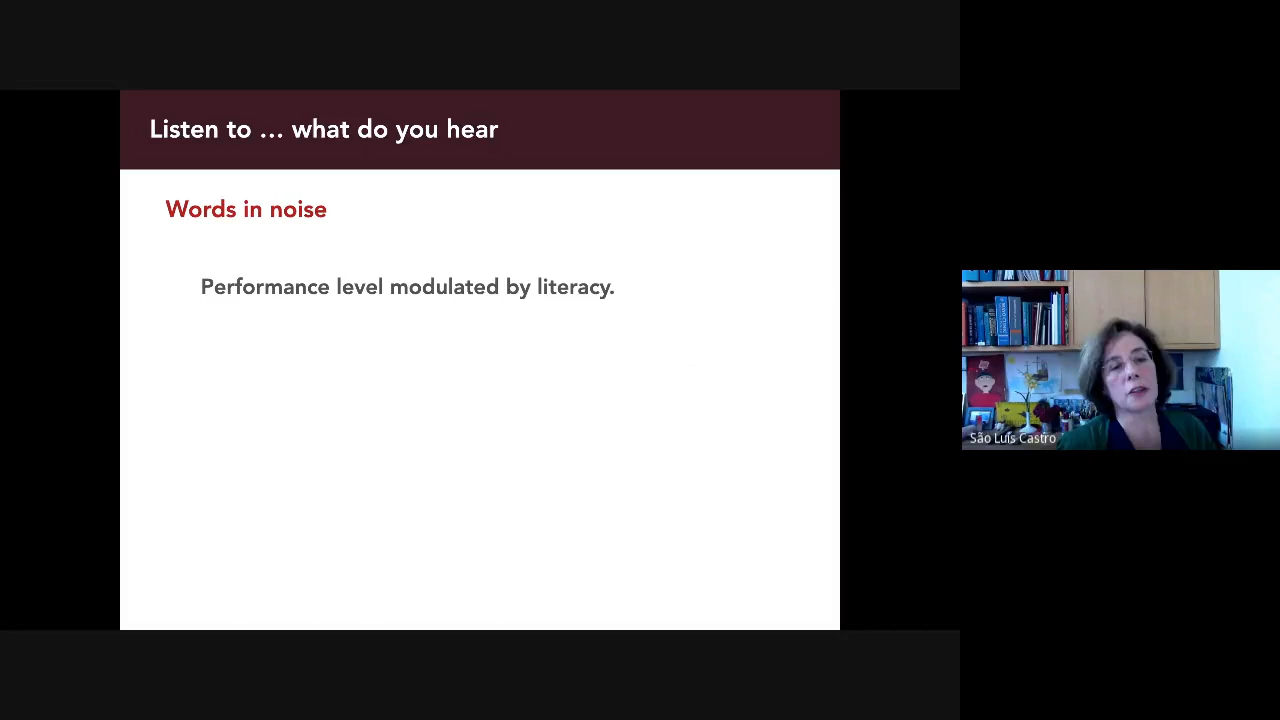 Listen to … what do you hear
Words in noise
Performance level modulated by literacy.
São Luís Castro